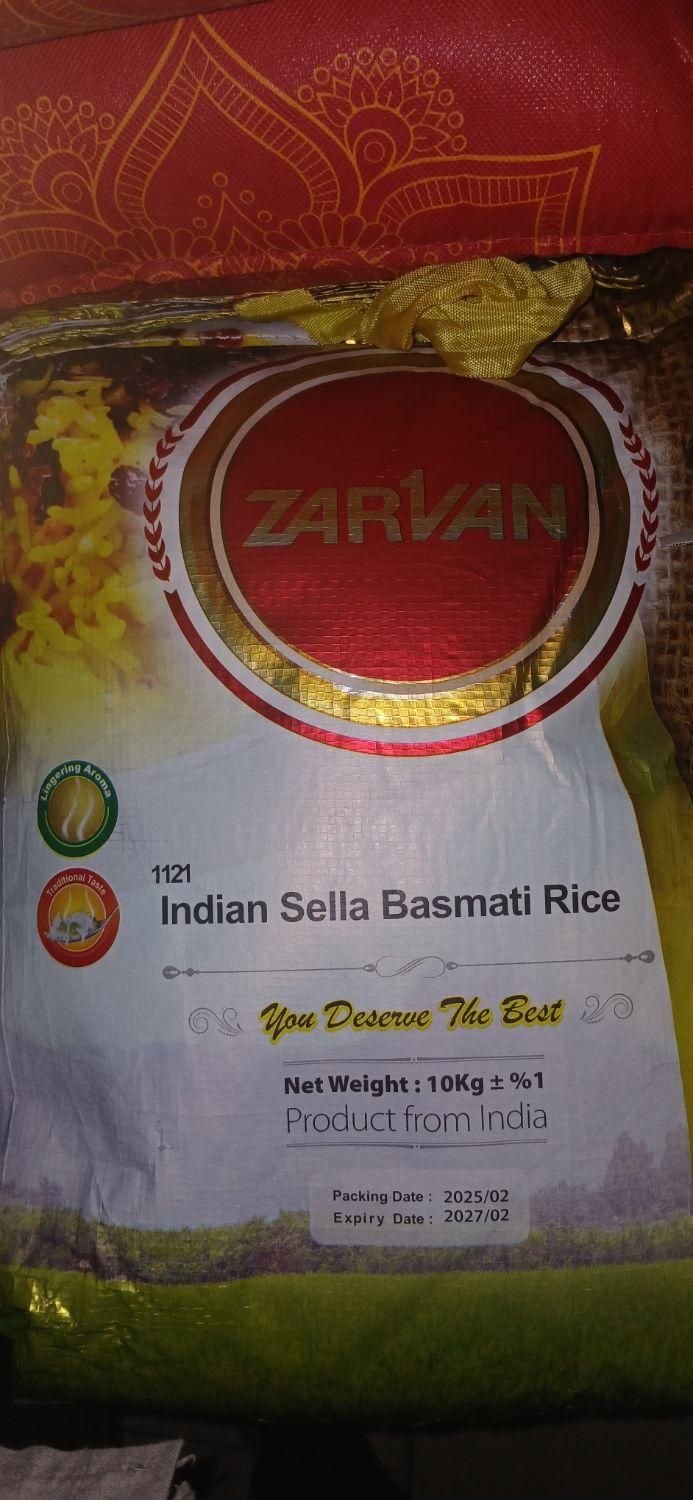 ZARVAN
Lingering Aroma
Traditional Taste
1121
Indian Sella Basmati Rice
You Deserve The Best
Net Weight : 10Kg ± %1
Product from India
Packing Date : 2025/02
Expiry Date : 2027/02